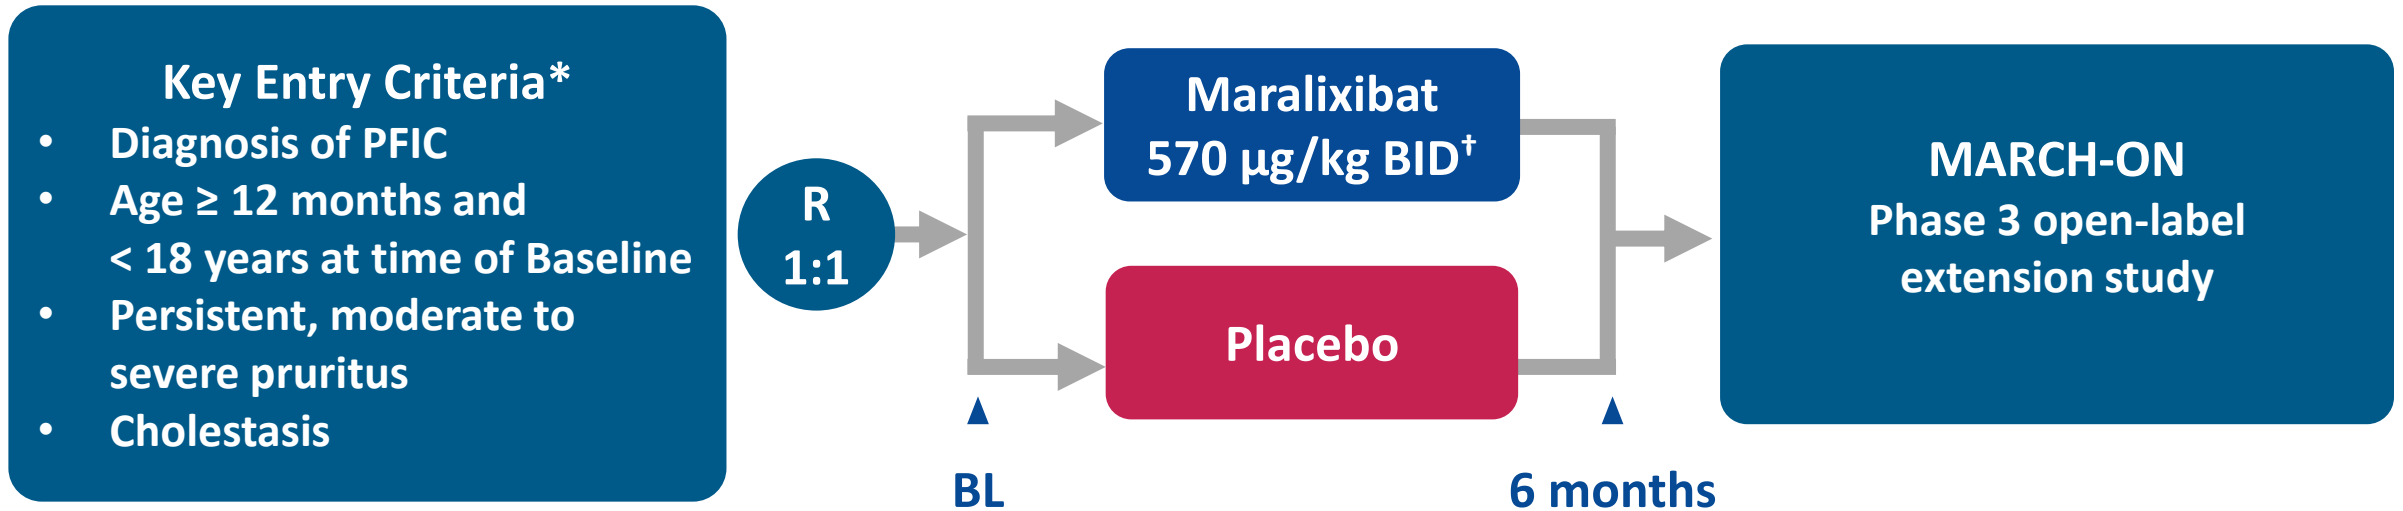 Key Entry Criteria*
• Diagnosis of PFIC
• Age ≥ 12 months and
< 18 years at time of Baseline
• Persistent, moderate to
severe pruritus
• Cholestasis
R
1:1
Maralixibat
570 µg/kg BID†
Placebo
BL
6 months
MARCH-ON
Phase 3 open-label
extension study